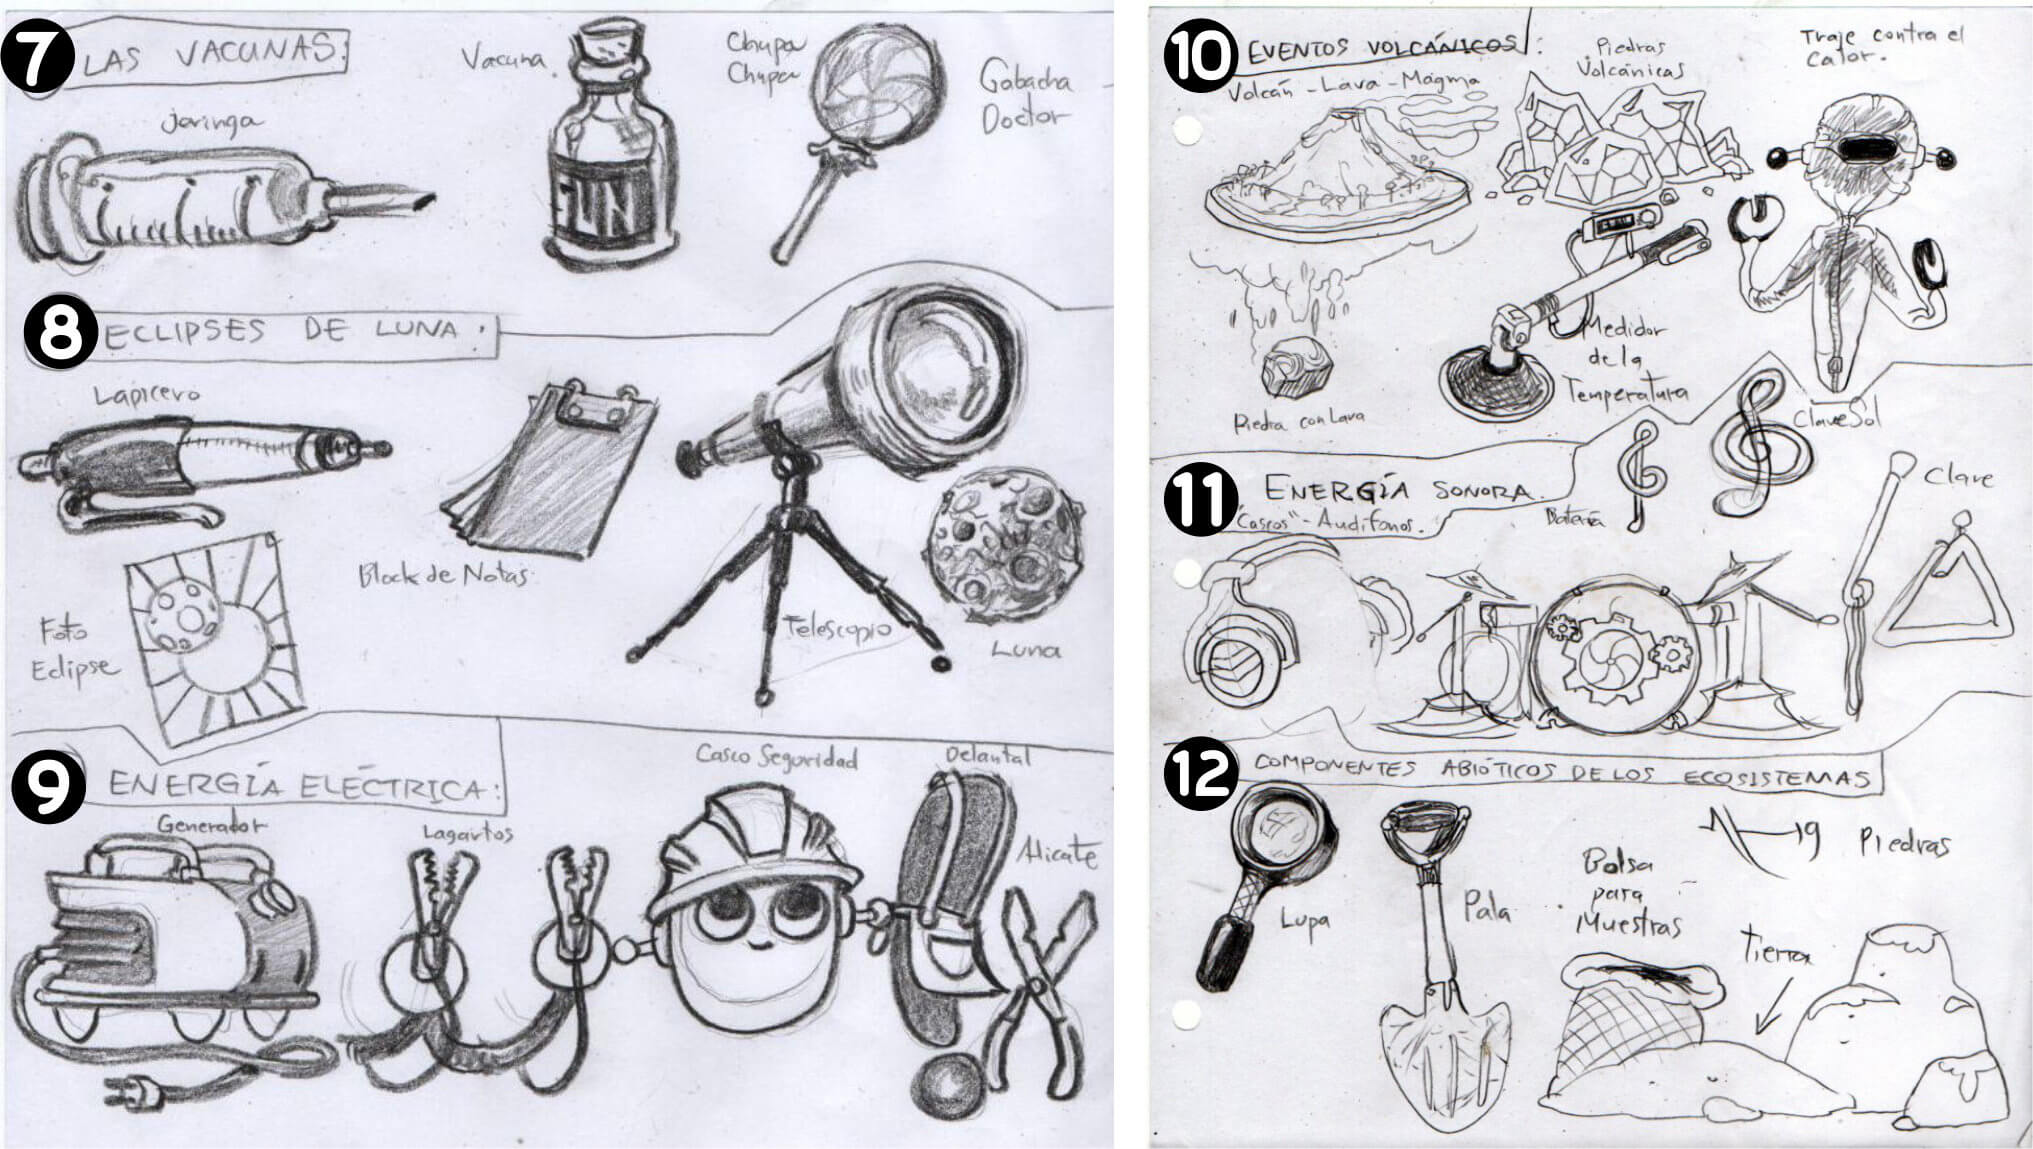 7
LAS VACUNAS:
Jeringa
Vacuna.
Chupa
Chupa
Gabacha
Doctor
FUN
8
ECLIPSES DE LUNA:
Lapicero
Block de Notas
Foto
Eclipse
Telescopio
Luna
9
ENERGÍA ELÉCTRICA:
Generador
Lagartos
Casco Seguridad
Delantal
Alicate
10
EVENTOS VOLCÁNICOS:
Volcán - Lava - Magma
Piedras
Volcánicas
Traje contra el
Calor.
Piedra con Lava
Medidor
de la
Temperatura
Clave Sol
11
ENERGÍA SONORA.
"Cascos" - Audífonos.
Batería
Clave
12
COMPONENTES ABIÓTICOS DE LOS ECOSISTEMAS
Lupa
Pala
Bolsa
para
Muestras
Piedras
Tierra